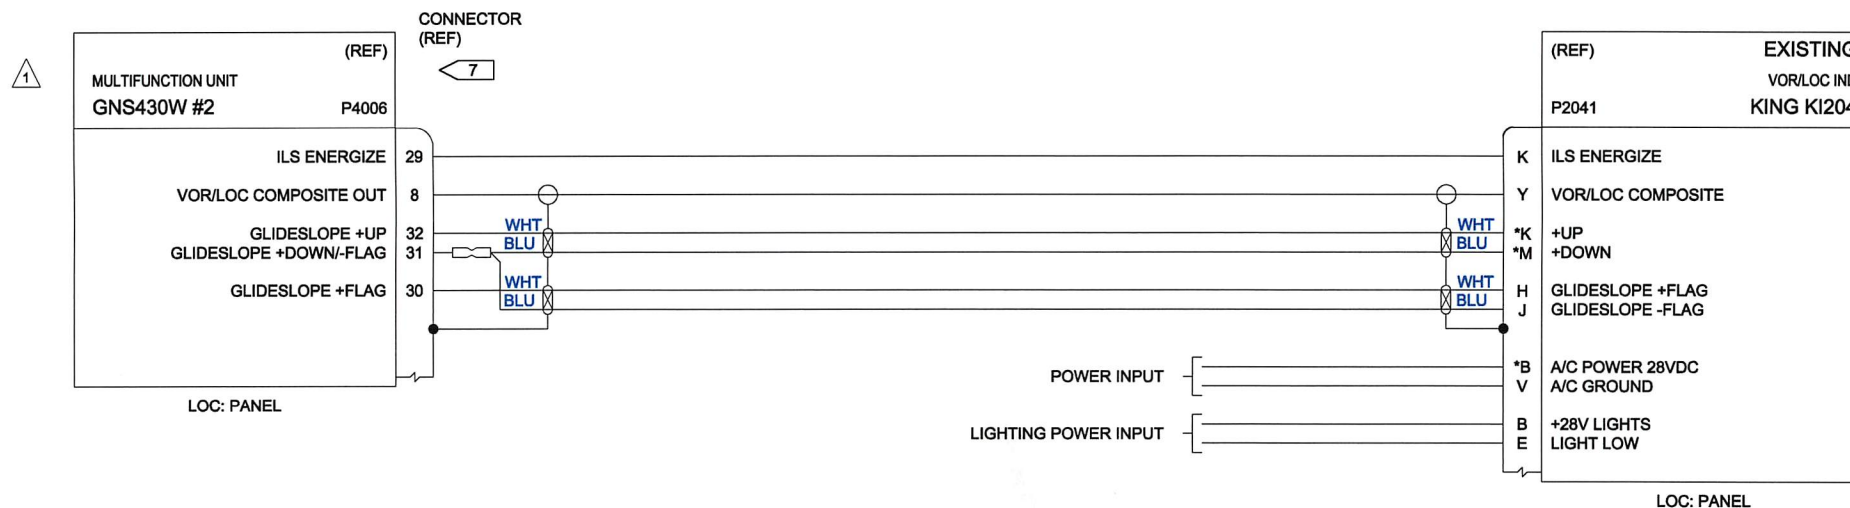 CONNECTOR
(REF)
7
1
(REF)
MULTIFUNCTION UNIT
GNS430W #2 P4006
ILS ENERGIZE 29
VOR/LOC COMPOSITE OUT 8
GLIDESLOPE +UP 32
GLIDESLOPE +DOWN/-FLAG 31
GLIDESLOPE +FLAG 30
LOC: PANEL
WHT
BLU
WHT
BLU
WHT
BLU
WHT
BLU
POWER INPUT
LIGHTING POWER INPUT
(REF) EXISTING
VOR/LOC IND
P2041 KING KI204
K ILS ENERGIZE
Y VOR/LOC COMPOSITE
*K +UP
*M +DOWN
H GLIDESLOPE +FLAG
J GLIDESLOPE -FLAG
*B A/C POWER 28VDC
V A/C GROUND
B +28V LIGHTS
E LIGHT LOW
LOC: PANEL